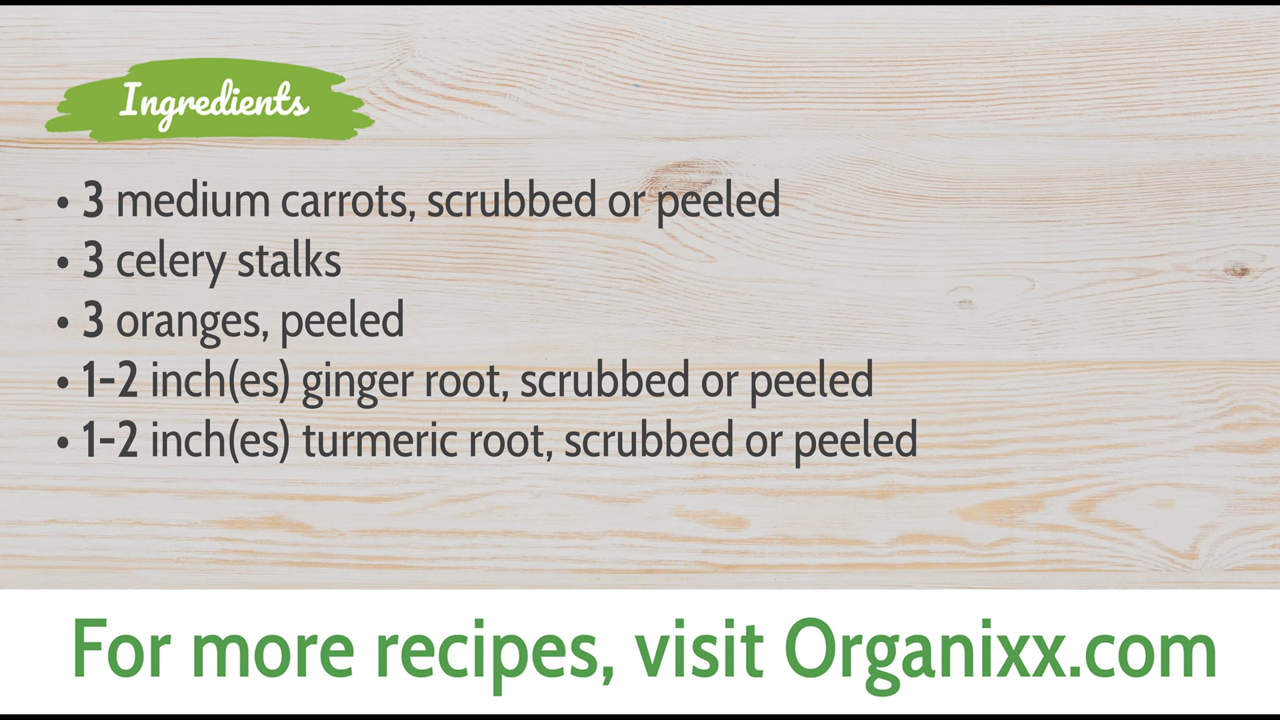 Ingredients
• 3 medium carrots, scrubbed or peeled
• 3 celery stalks
• 3 oranges, peeled
• 1-2 inch(es) ginger root, scrubbed or peeled
• 1-2 inch(es) turmeric root, scrubbed or peeled
For more recipes, visit Organixx.com